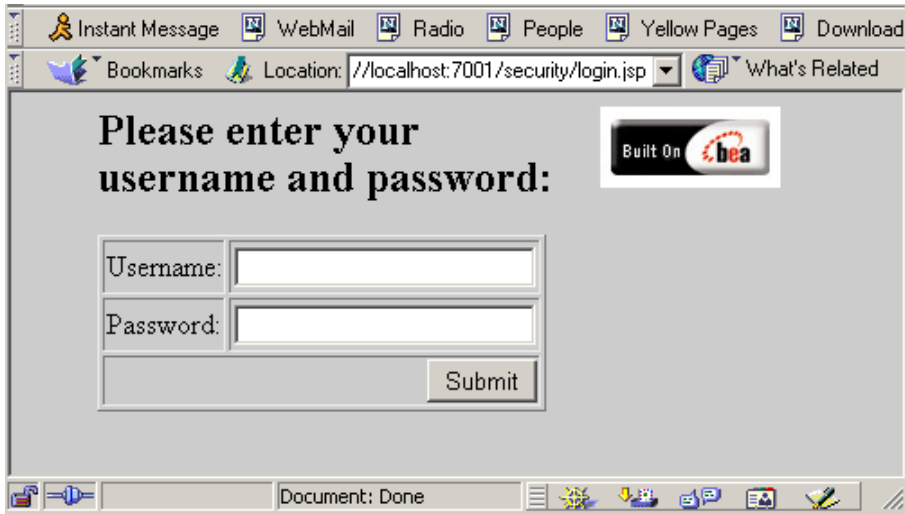 Instant Message WebMail Radio People Yellow Pages Download
Bookmarks Location: //localhost:7001/security/login.jsp What's Related
Please enter your
username and password:
Built On bea
Username:
Password:
Submit
Document: Done